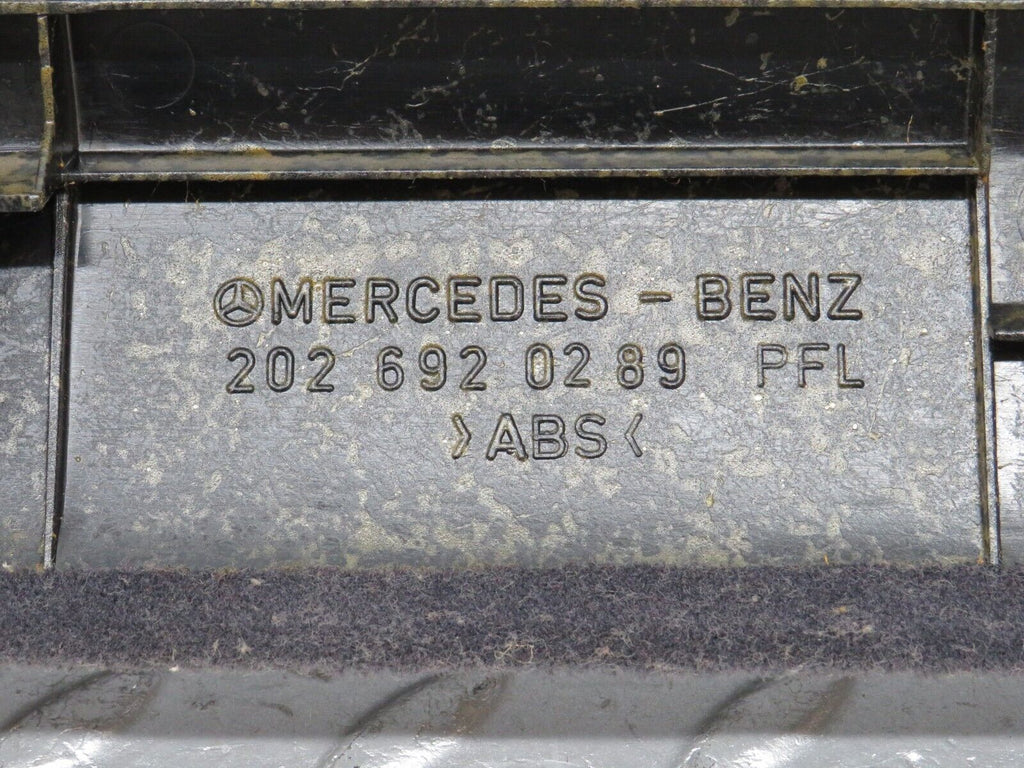 MERCEDES - BENZ
202 692 02 89 PFL
>ABS<